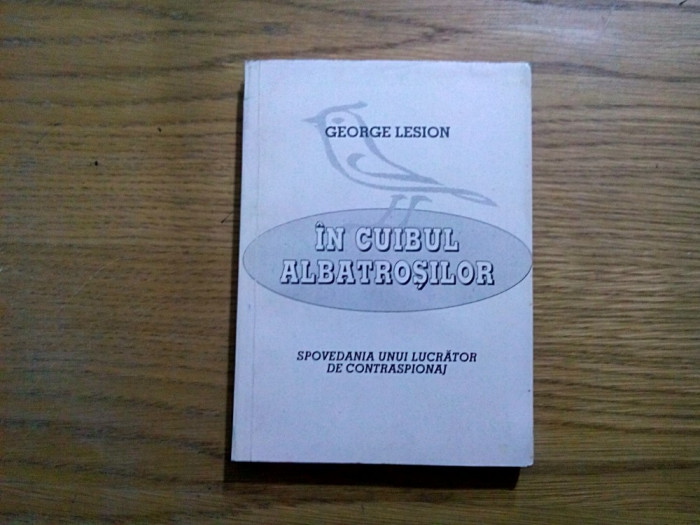 GEORGE LESION
ÎN CUIBUL
ALBATROȘILOR
SPOVEDANIA UNUI LUCRĂTOR
DE CONTRASPIONAJ